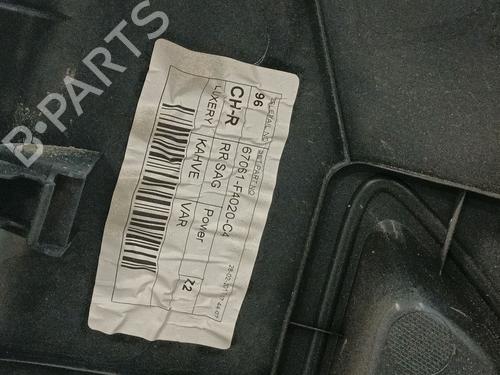 B-PARTS
96
CH-R
LUXERY
67061-F4020-C4
RR SAG
KAHVE
Power
VAR
22